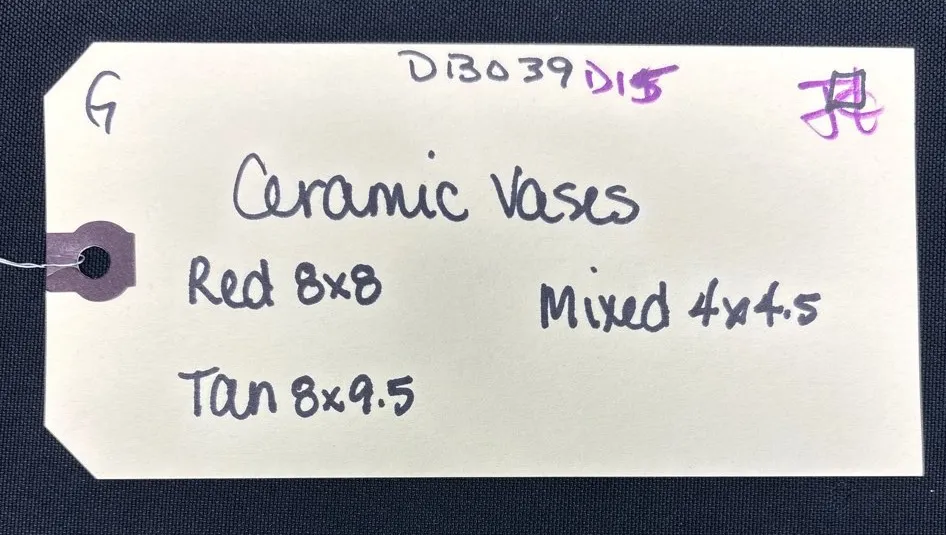 G
DB039 D15
Ceramic Vases
Red 8x8
Mixed 4x4.5
Tan 8x9.5